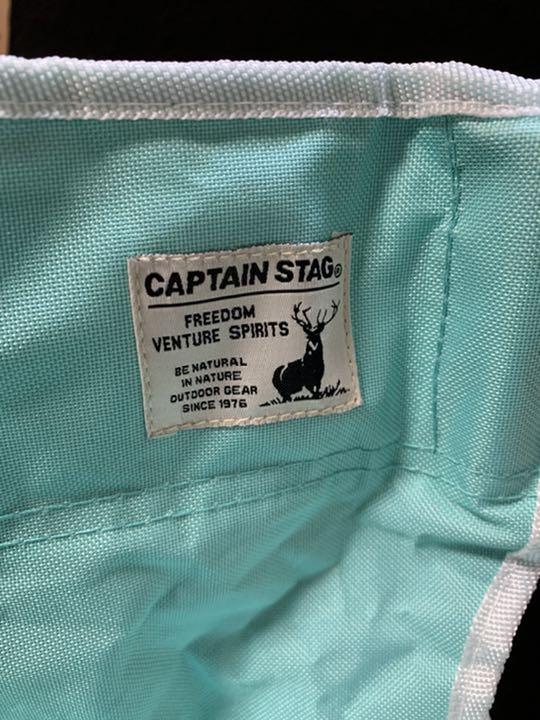 CAPTAIN STAG®
FREEDOM
VENTURE SPIRITS
BE NATURAL
IN NATURE
OUTDOOR GEAR
SINCE 1976